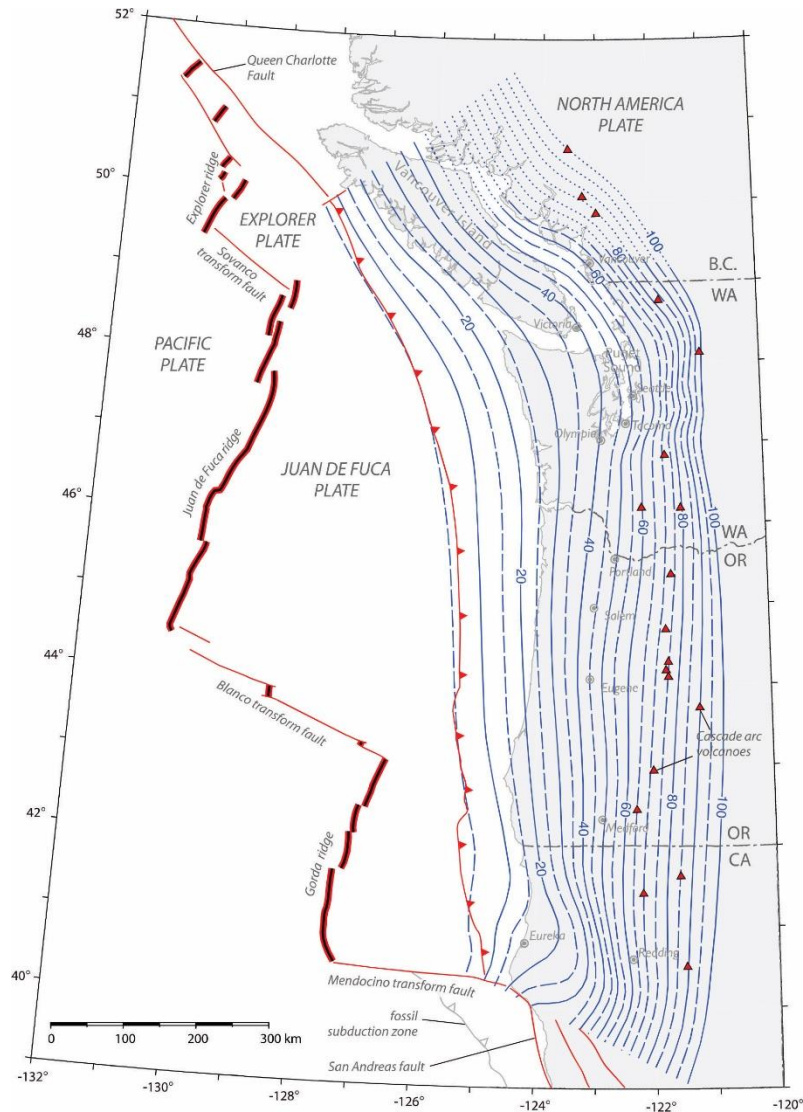 52°
Queen Charlotte
Fault
NORTH AMERICA
PLATE
50°
Explorer ridge
EXPLORER
PLATE
Vancouver Island
100
80
60
Vancouver
B.C.
WA
Sovanco
transform fault
40
20
48°
Victoria
PACIFIC
PLATE
Puget
Sound
Seattle
Tacoma
Olympia
Juan de Fuca ridge
JUAN DE FUCA
PLATE
46°
20
40
60
80
100
WA
OR
Portland
Salem
44°
Eugene
Blanco transform fault
Cascade arc
volcanoes
42°
20
40
60
80
100
Medford
OR
CA
Gorda ridge
Eureka
Redding
40°
Mendocino transform fault
fossil
subduction zone
San Andreas fault
0 100 200 300 km
-132° -130° -128° -126° -124° -122° -120°